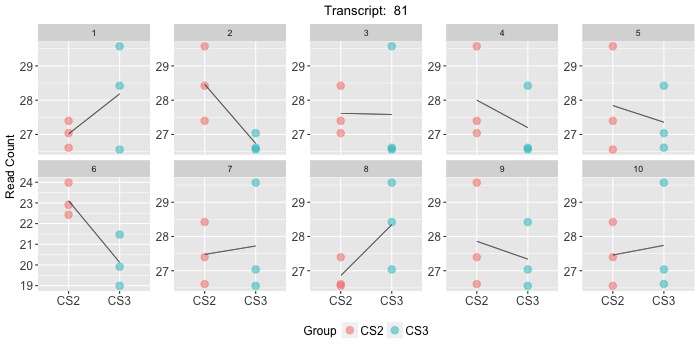 Transcript: 81
1 2 3 4 5
29 29 29 29 29
28 28 28 28 28
27 27 27 27 27
Read Count
6 7 8 9 10
24
23 29 29 29 29
22
21 28 28 28 28
20 27 27 27 27
19
CS2 CS3 CS2 CS3 CS2 CS3 CS2 CS3 CS2 CS3
Group CS2 CS3